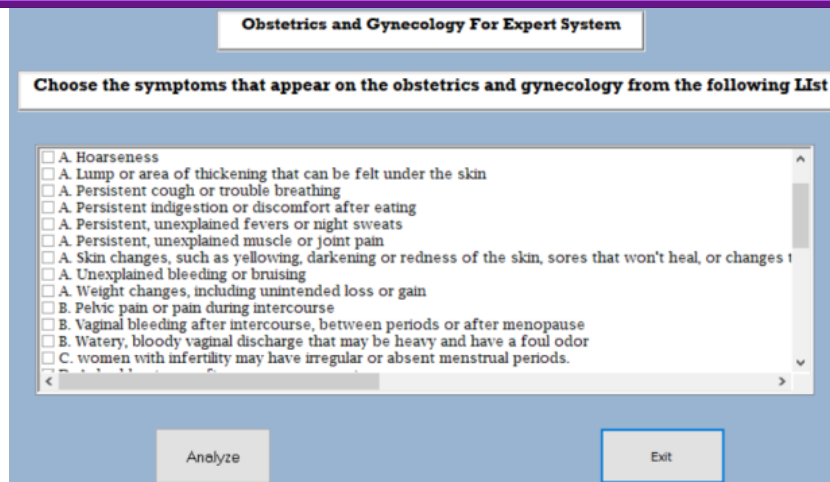 Obstetrics and Gynecology For Expert System
Choose the symptoms that appear on the obstetrics and gynecology from the following LIst
A. Hoarseness
A. Lump or area of thickening that can be felt under the skin
A. Persistent cough or trouble breathing
A. Persistent indigestion or discomfort after eating
A. Persistent, unexplained fevers or night sweats
A. Persistent, unexplained muscle or joint pain
A. Skin changes, such as yellowing, darkening or redness of the skin, sores that won't heal, or changes
A. Unexplained bleeding or bruising
A. Weight changes, including unintended loss or gain
B. Pelvic pain or pain during intercourse
B. Vaginal bleeding after intercourse, between periods or after menopause
B. Watery, bloody vaginal discharge that may be heavy and have a foul odor
C. women with infertility may have irregular or absent menstrual periods.
Analyze
Exit